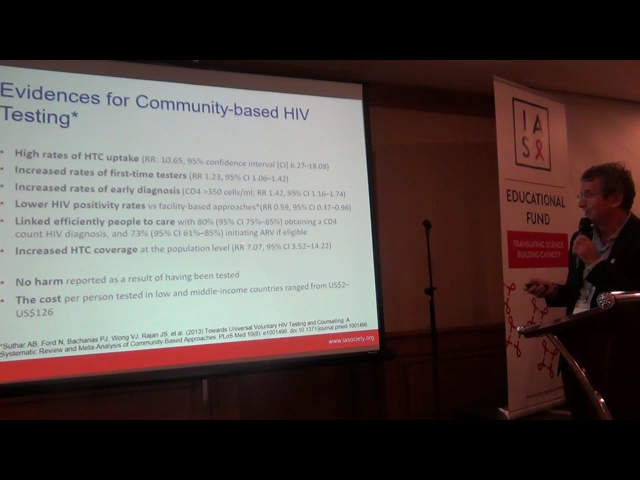 Evidences for Community-based HIV
Testing*
• High rates of HTC uptake (RR: 10.65, 95% confidence interval [CI] 6.27–18.08)
• Increased rates of first-time testers (RR 1.23, 95% CI 1.06–1.42)
• Increased rates of early diagnosis (CD4 >350 cells/ml; RR 1.42, 95% CI 1.16–1.74)
• Lower HIV positivity rates vs facility-based approaches*(RR 0.59, 95% CI 0.37–0.96)
• Linked efficiently people to care with 80% (95% CI 75%–85%) obtaining a CD4
count HIV diagnosis, and 73% (95% CI 61%–85%) initiating ARV if eligible
• Increased HTC coverage at the population level (RR 7.07, 95% CI 3.52–14.22)
• No harm reported as a result of having been tested
• The cost per person tested in low and middle-income countries ranged from US$2–
US$126
*Suthar AB, Ford N, Bachanas PJ, Wong VJ, Rajan JS, et.al. (2013) Towards Universal Voluntary HIV Testing and Counselling: A
Systematic Review and Meta-Analysis of Community-Based Approaches. PLoS Med 10(8): e1001496. doi:10.1371/journal.pmed.1001496
www.iasociety.org
IA
S
EDUCATIONAL
FUND
TRANSLATING SCIENCE
BUILDING CAPACITY